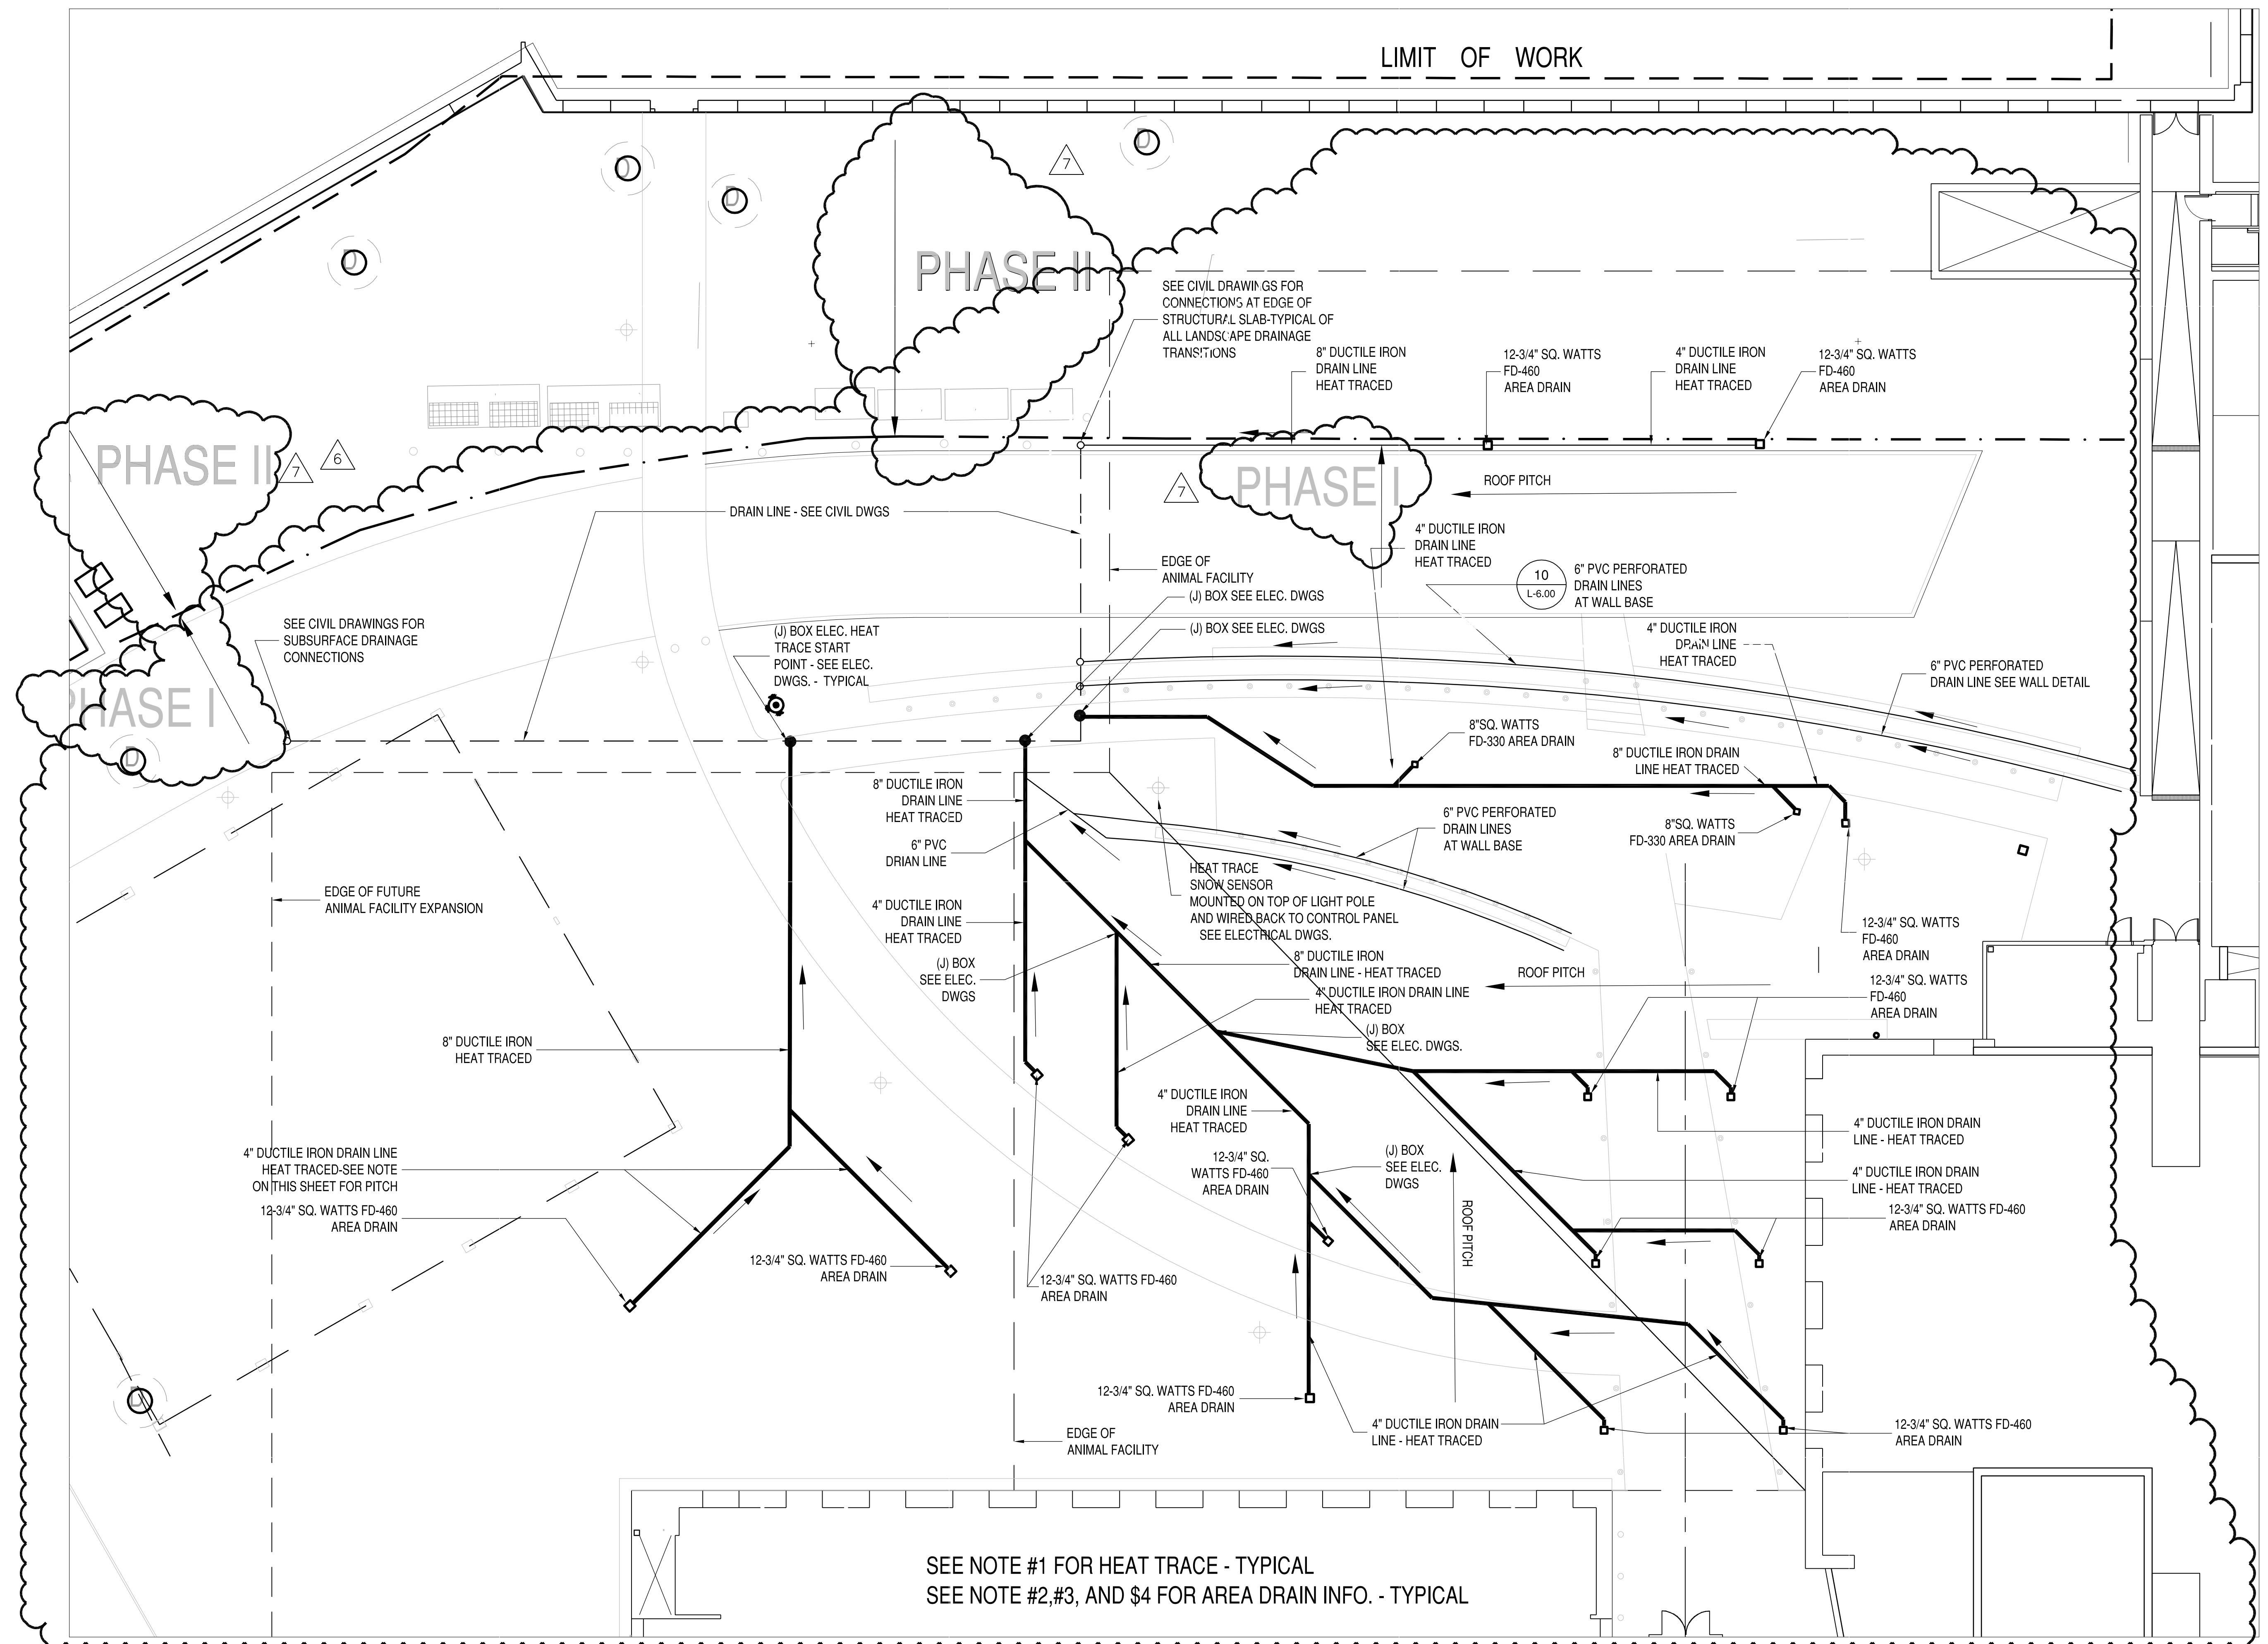 LIMIT OF WORK
D
7
D
D
D
PHASE II
SEE CIVIL DRAWINGS FOR
CONNECTIONS AT EDGE OF
STRUCTURAL SLAB-TYPICAL OF
ALL LANDSCAPE DRAINAGE
TRANSITIONS
8" DUCTILE IRON
DRAIN LINE
HEAT TRACED
12-3/4" SQ. WATTS
FD-460
AREA DRAIN
4" DUCTILE IRON
DRAIN LINE
HEAT TRACED
12-3/4" SQ. WATTS
FD-460
AREA DRAIN
PHASE II
7
6
7
PHASE I
ROOF PITCH
DRAIN LINE - SEE CIVIL DWGS
4" DUCTILE IRON
DRAIN LINE
HEAT TRACED
EDGE OF
ANIMAL FACILITY
(J) BOX SEE ELEC. DWGS
10
L-6.00
6" PVC PERFORATED
DRAIN LINES
AT WALL BASE
SEE CIVIL DRAWINGS FOR
SUBSURFACE DRAINAGE
CONNECTIONS
(J) BOX ELEC. HEAT
TRACE START
POINT - SEE ELEC.
DWGS. - TYPICAL
(J) BOX SEE ELEC. DWGS
4" DUCTILE IRON
DRAIN LINE
HEAT TRACED
6" PVC PERFORATED
DRAIN LINE SEE WALL DETAIL
PHASE I
D
8"SQ. WATTS
FD-330 AREA DRAIN
8" DUCTILE IRON DRAIN
LINE HEAT TRACED
8" DUCTILE IRON
DRAIN LINE
HEAT TRACED
6" PVC
DRIAN LINE
6" PVC PERFORATED
DRAIN LINES
AT WALL BASE
8"SQ. WATTS
FD-330 AREA DRAIN
EDGE OF FUTURE
ANIMAL FACILITY EXPANSION
4" DUCTILE IRON
DRAIN LINE
HEAT TRACED
HEAT TRACE
SNOW SENSOR
MOUNTED ON TOP OF LIGHT POLE
AND WIRED BACK TO CONTROL PANEL
SEE ELECTRICAL DWGS.
12-3/4" SQ. WATTS
FD-460
AREA DRAIN
(J) BOX
SEE ELEC.
DWGS
8" DUCTILE IRON
DRAIN LINE - HEAT TRACED
ROOF PITCH
12-3/4" SQ. WATTS
FD-460
AREA DRAIN
4" DUCTILE IRON DRAIN LINE
HEAT TRACED
(J) BOX
SEE ELEC. DWGS.
8" DUCTILE IRON
HEAT TRACED
4" DUCTILE IRON
DRAIN LINE
HEAT TRACED
4" DUCTILE IRON DRAIN
LINE - HEAT TRACED
4" DUCTILE IRON DRAIN LINE
HEAT TRACED-SEE NOTE
ON THIS SHEET FOR PITCH
12-3/4" SQ.
WATTS FD-460
AREA DRAIN
(J) BOX
SEE ELEC.
DWGS
4" DUCTILE IRON DRAIN
LINE - HEAT TRACED
12-3/4" SQ. WATTS FD-460
AREA DRAIN
ROOF PITCH
12-3/4" SQ. WATTS FD-460
AREA DRAIN
12-3/4" SQ. WATTS FD-460
AREA DRAIN
12-3/4" SQ. WATTS FD-460
AREA DRAIN
D
12-3/4" SQ. WATTS FD-460
AREA DRAIN
4" DUCTILE IRON DRAIN
LINE - HEAT TRACED
12-3/4" SQ. WATTS FD-460
AREA DRAIN
EDGE OF
ANIMAL FACILITY
SEE NOTE #1 FOR HEAT TRACE - TYPICAL
SEE NOTE #2,#3, AND $4 FOR AREA DRAIN INFO. - TYPICAL